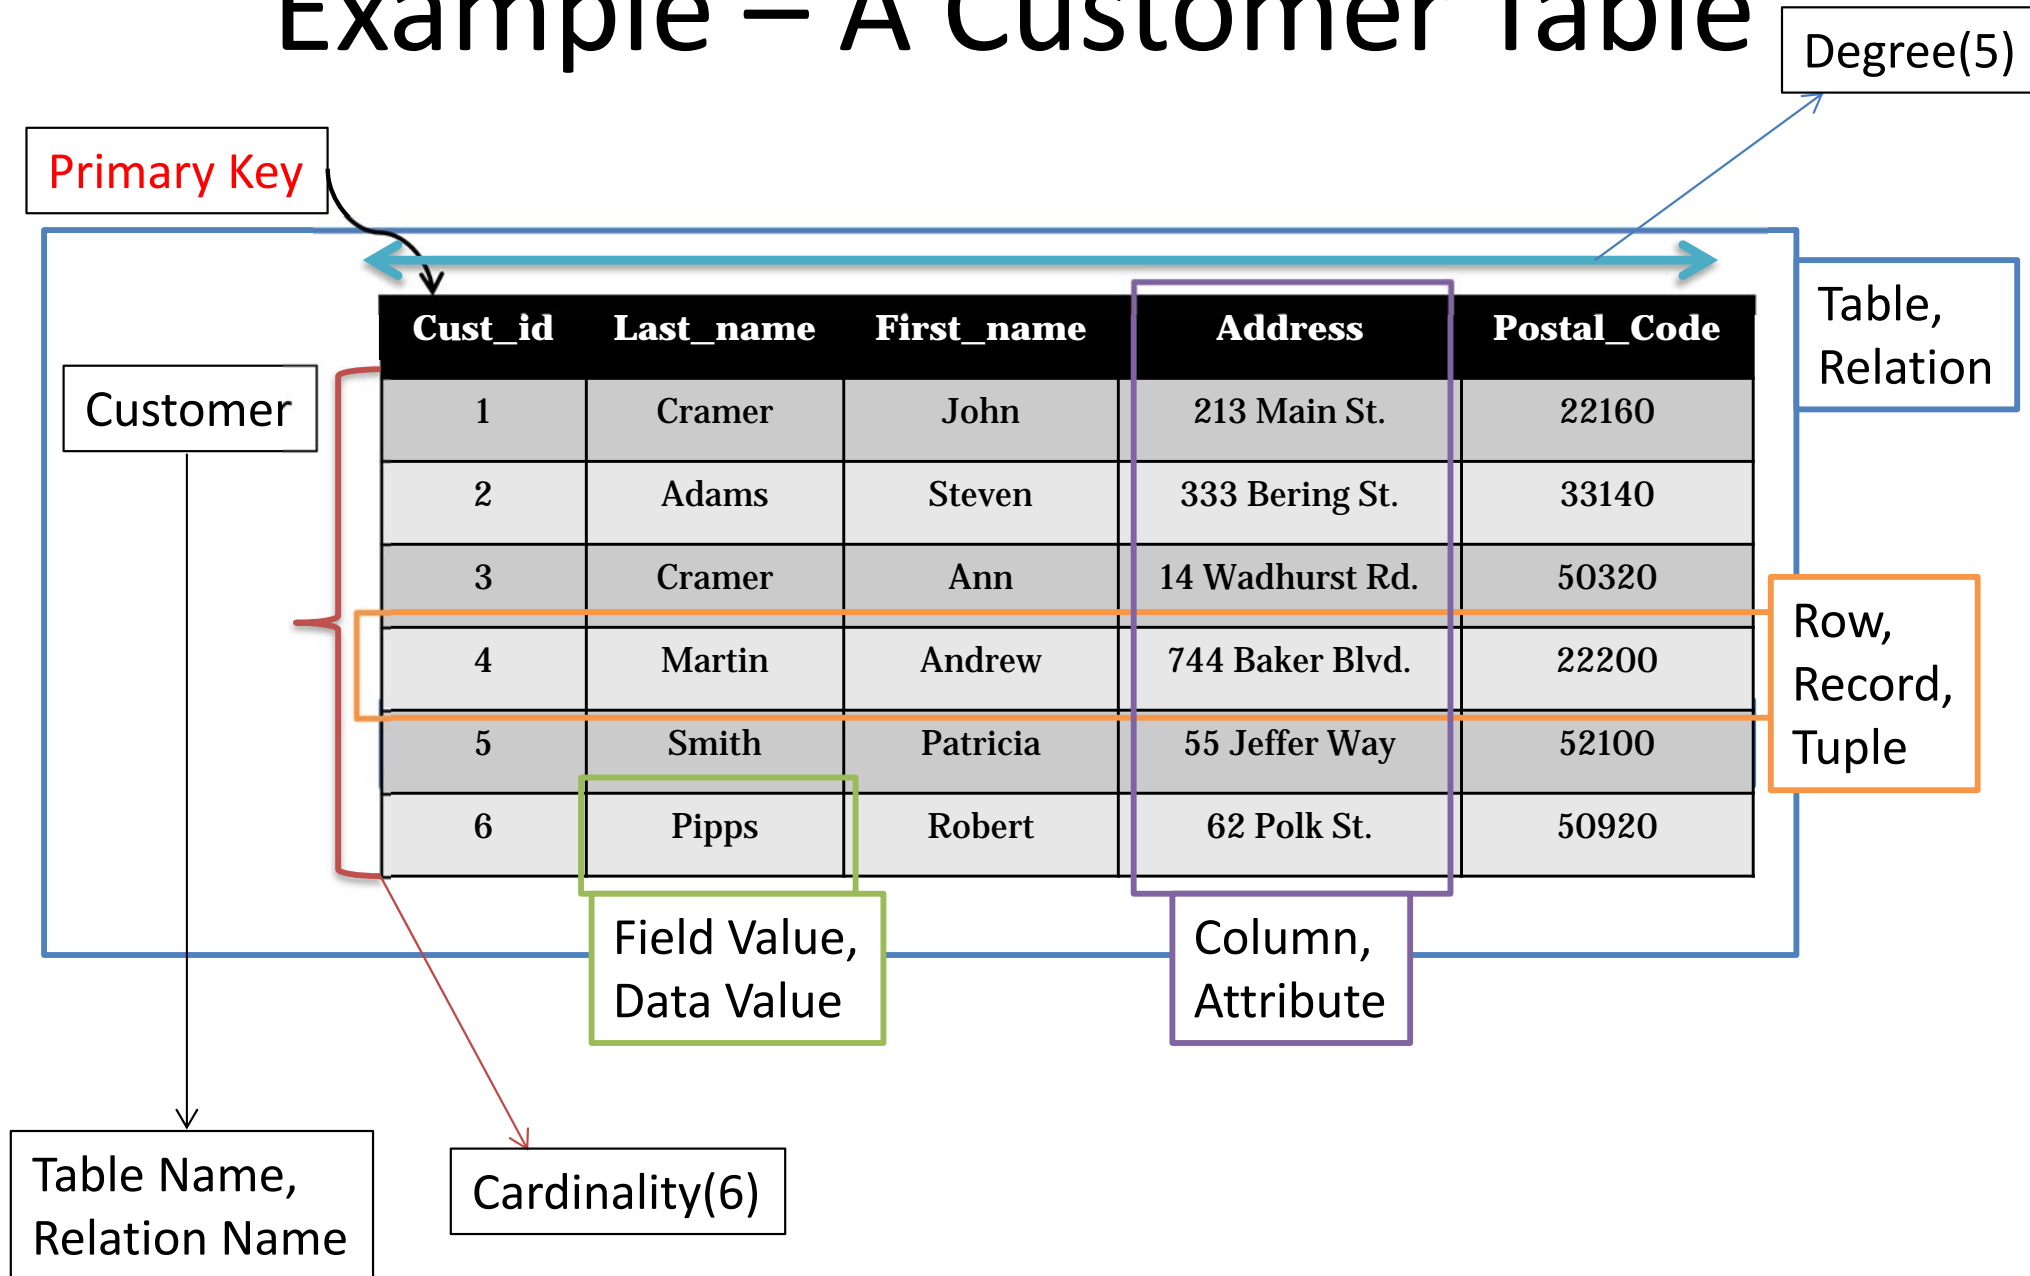 Example – A Customer Table
Degree(5)
Primary Key
Table,
Relation
Customer
Cust_id Last_name First_name Address Postal_Code
1 Cramer John 213 Main St. 22160
2 Adams Steven 333 Bering St. 33140
3 Cramer Ann 14 Wadhurst Rd. 50320
4 Martin Andrew 744 Baker Blvd. 22200
5 Smith Patricia 55 Jeffer Way 52100
6 Pipps Robert 62 Polk St. 50920
Row,
Record,
Tuple
Field Value,
Data Value
Column,
Attribute
Table Name,
Relation Name
Cardinality(6)